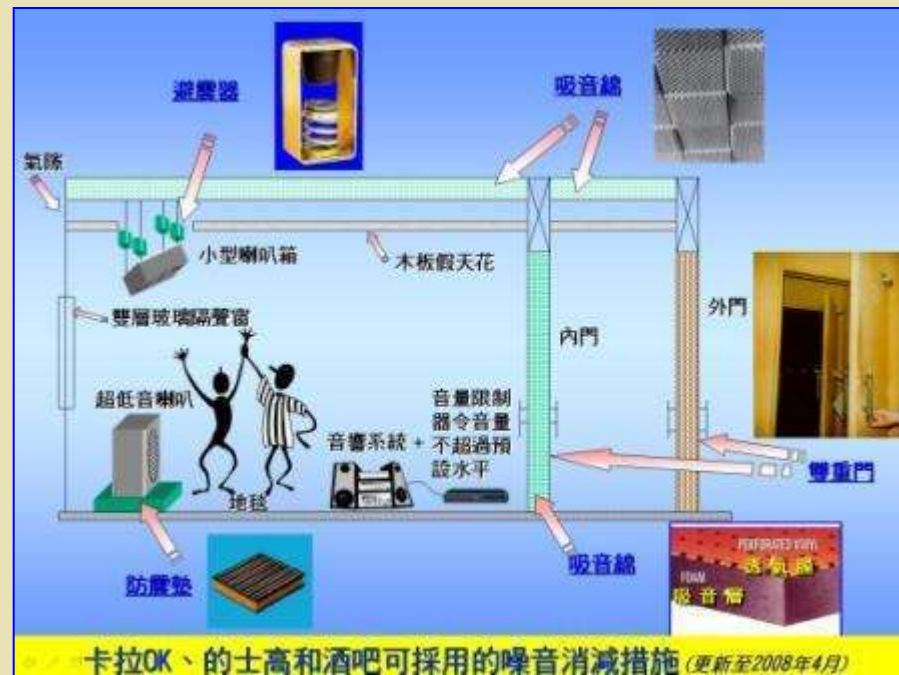 避震器
吸音綿
氣隙
小型喇叭箱
木板假天花
雙層玻璃隔聲窗
外門
內門
超低音喇叭
音量限制
器令音量
不超過預
設水平
音響系統 +
雙重門
地毯
吸音綿
防震墊
PERFORATED VINYL
透氣膠
FOAM
吸音層
卡拉OK、的士高和酒吧可採用的噪音消減措施 (更新至2008年4月)